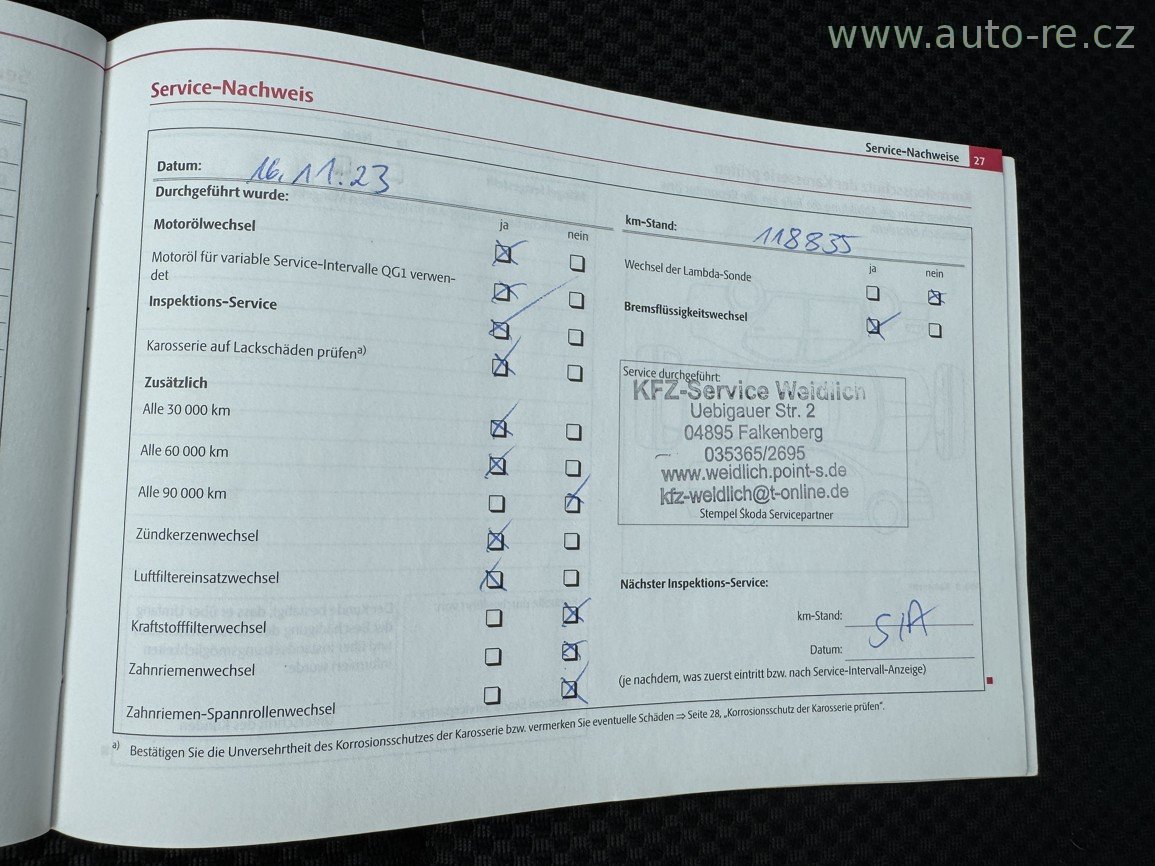 www.auto-re.cz
Service-Nachweis
Service-Nachweise 27
Datum: 16.11.23
km-Stand: 118835
Durchgeführt wurde:
ja nein
Motorölwechsel
Motoröl für variable Service-Intervalle QG1 verwen-
det
Inspektions-Service
Karosserie auf Lackschäden prüfen a)
Zusätzlich
Alle 30 000 km
Alle 60 000 km
Alle 90 000 km
Zündkerzenwechsel
Luftfiltereinsatzwechsel
Kraftstofffilterwechsel
Zahnriemenwechsel
Zahnriemen-Spannrollenwechsel
ja nein
Wechsel der Lambda-Sonde
Bremsflüssigkeitswechsel
Service durchgeführt:
KFZ-Service Weidlich
Uebigauer Str. 2
04895 Falkenberg
035365/2695
www.weidlich.point-s.de
kfz-weidlich@t-online.de
Stempel Škoda Servicepartner
Nächster Inspektions-Service:
km-Stand:
SIA
Datum:
(je nachdem, was zuerst eintritt bzw. nach Service-Intervall-Anzeige)
a) Bestätigen Sie die Unversehrtheit des Korrosionsschutzes der Karosserie bzw. vermerken Sie eventuelle Schäden ⇒ Seite 28, „Korrosionsschutz der Karosserie prüfen“.